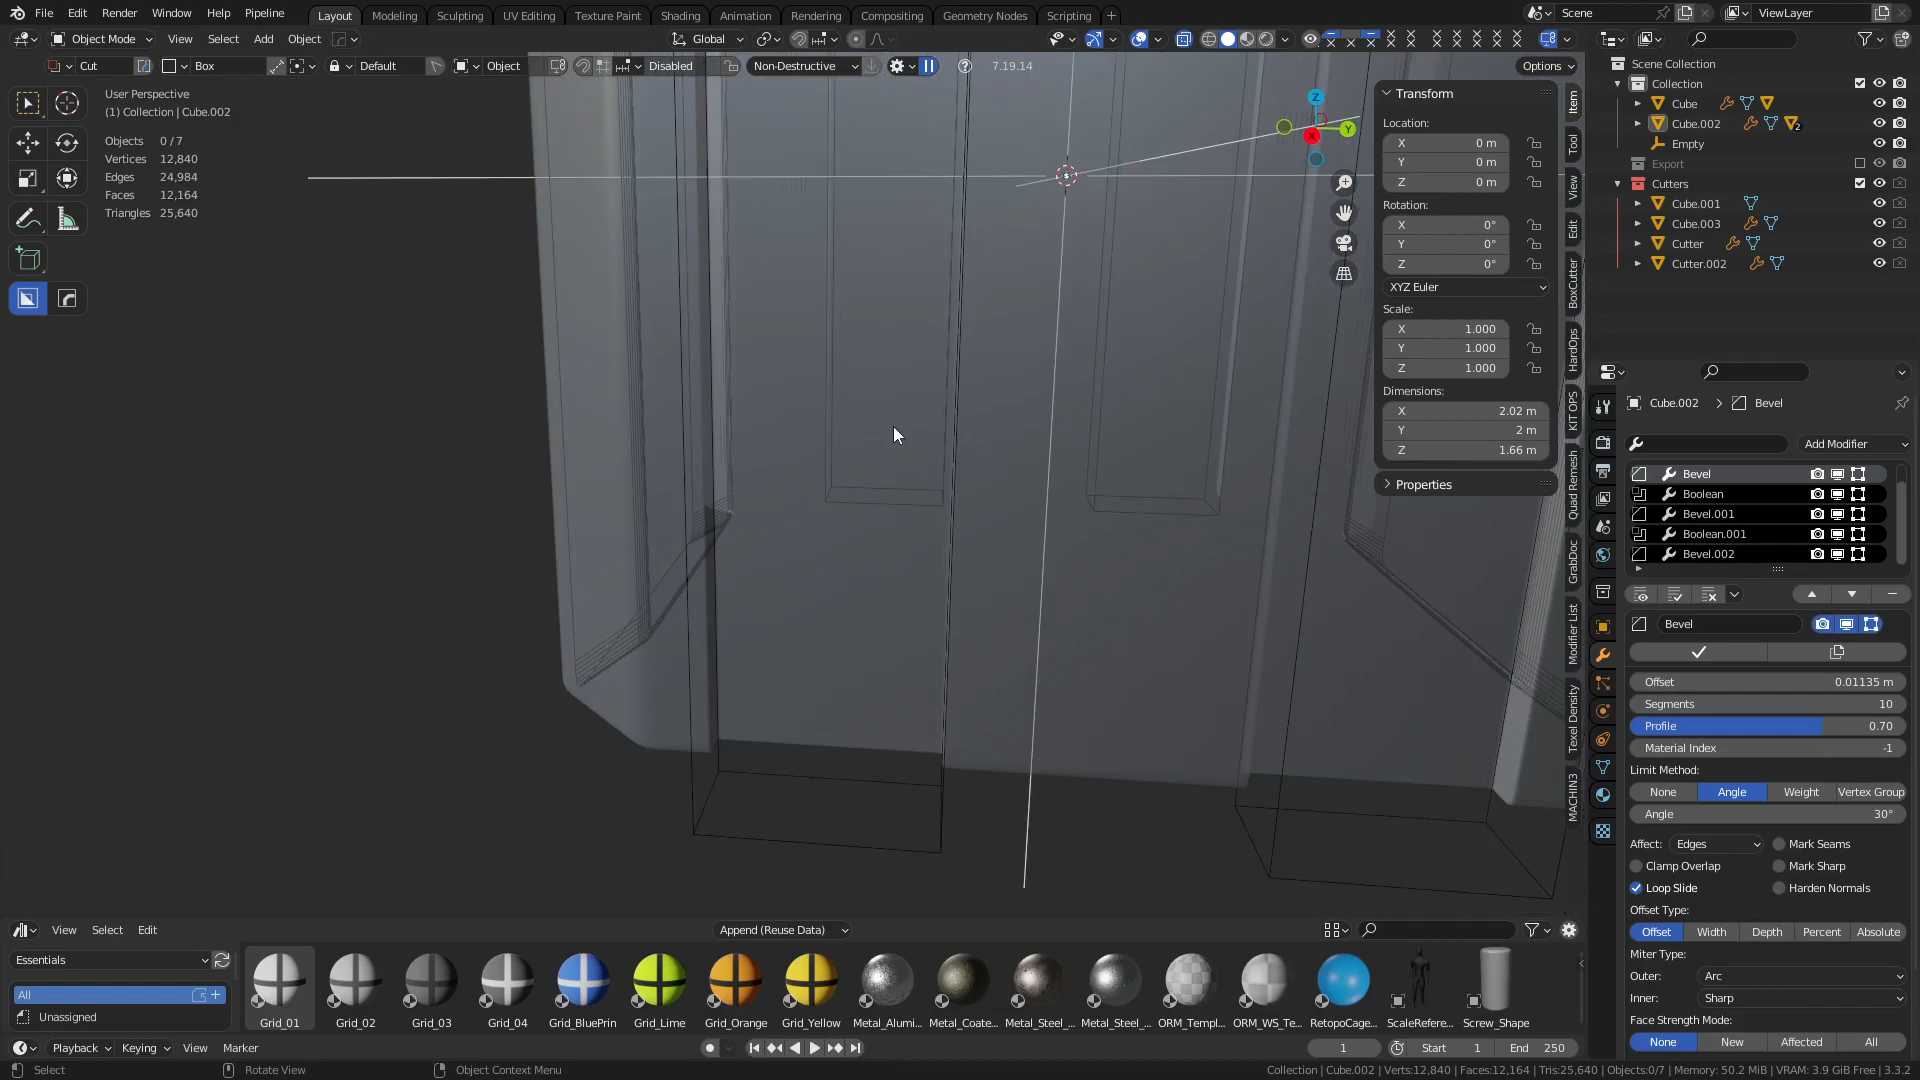 File Edit Render Window Help Pipeline
Layout Modeling Sculpting UV Editing Texture Paint Shading Animation Rendering Compositing Geometry Nodes Scripting +
Scene
ViewLayer
Object Mode View Select Add Object
Global
Cut Box Default Object Disabled Non-Destructive 7.19.14 Options
User Perspective
(1) Collection | Cube.002
Objects 0/7
Vertices 12,840
Edges 24,984
Faces 12,164
Triangles 25,640
Z
Y
X
Transform
Location:
X 0 m
Y 0 m
Z 0 m
Rotation:
X 0°
Y 0°
Z 0°
XYZ Euler
Scale:
X 1.000
Y 1.000
Z 1.000
Dimensions:
X 2.02 m
Y 2 m
Z 1.66 m
Properties
Item
Tool
View
Edit
BoxCutter
HardOps
KIT OPS
Quad Remesh
GrabDoc
Modifier List
Texel Density
MACHIN3
Scene Collection
Collection
Cube
Cube.002 2
Empty
Export
Cutters
Cube.001
Cube.003
Cutter
Cutter.002
Cube.002 > Bevel
Add Modifier
Bevel
Boolean
Bevel.001
Boolean.001
Bevel.002
Bevel
Offset 0.01135 m
Segments 10
Profile 0.70
Material Index -1
Limit Method:
None Angle Weight Vertex Group
Angle 30°
Affect: Edges Mark Seams
Clamp Overlap Mark Sharp
Loop Slide Harden Normals
Offset Type:
Offset Width Depth Percent Absolute
Miter Type:
Outer: Arc
Inner: Sharp
Face Strength Mode:
None New Affected All
View Select Edit Append (Reuse Data)
Essentials
All
Unassigned
Grid_01 Grid_02 Grid_03 Grid_04 Grid_BluePrin Grid_Lime Grid_Orange Grid_Yellow Metal_Alumi... Metal_Coate... Metal_Steel_... Metal_Steel_... ORM_Templ... ORM_WS_Te... RetopoCage... ScaleRefere... Screw_Shape
Playback Keying View Marker 1 Start 1 End 250
Select Rotate View Object Context Menu Collection | Cube.002 | Verts:12,840 | Faces:12,164 | Tris:25,640 | Objects:0/7 | Memory: 50.2 MiB | VRAM: 3.9 GiB Free | 3.3.2